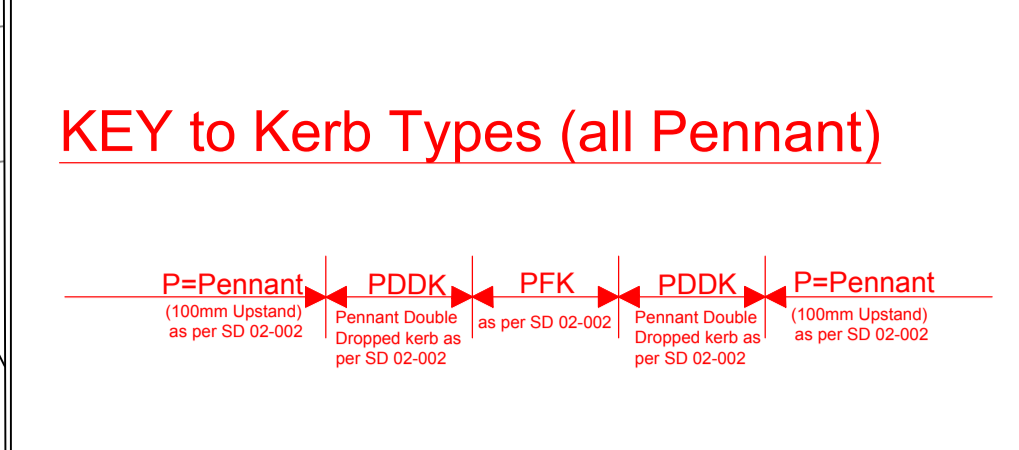 KEY to Kerb Types (all Pennant)
P=Pennant
(100mm Upstand)
as per SD 02-002
PDDK
Pennant Double
Dropped kerb as
per SD 02-002
PFK
as per SD 02-002
PDDK
Pennant Double
Dropped kerb as
per SD 02-002
P=Pennant
(100mm Upstand)
as per SD 02-002